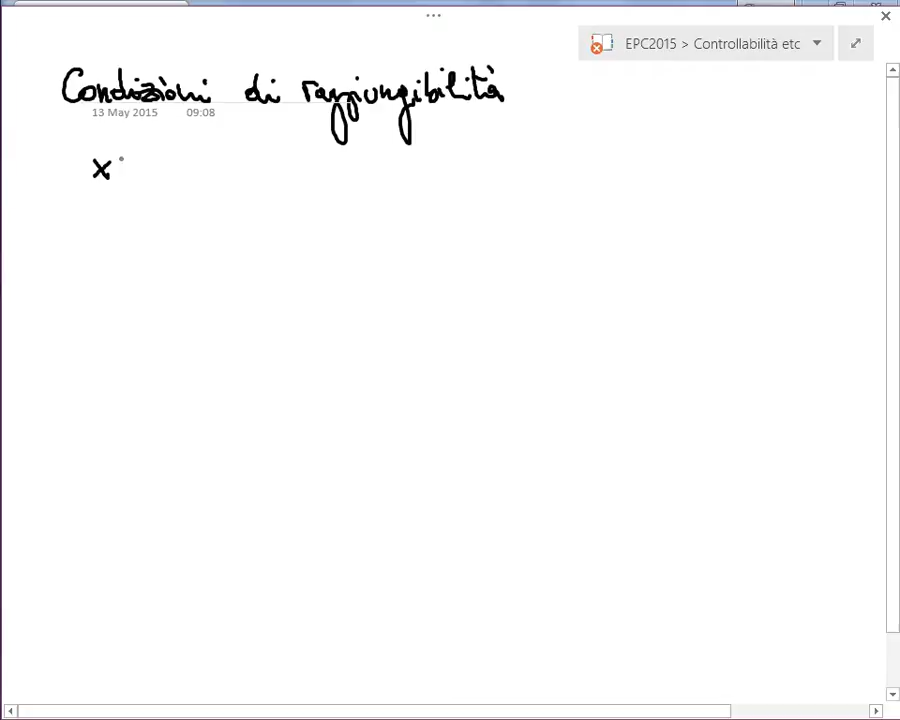 EPC2015 > Controllabilità etc
Condizioni di raggiungibilità
13 May 2015 09:08
x